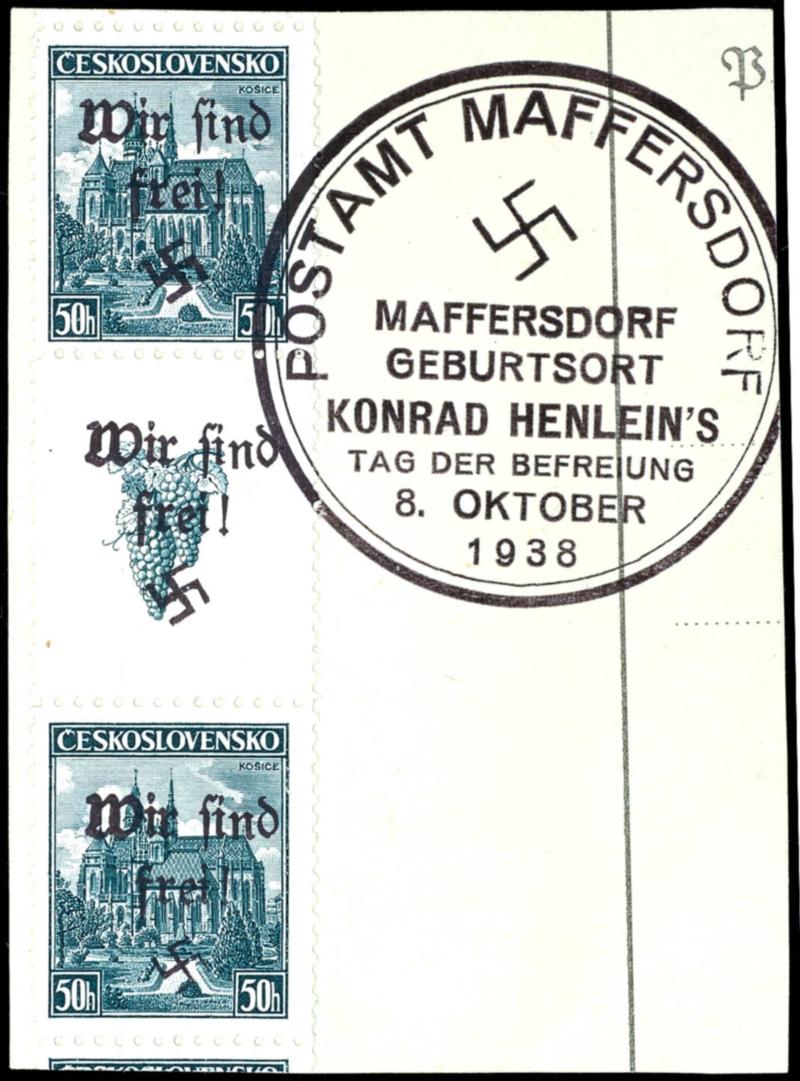 ČESKOSLOVENSKO
KOŠICE
Wir sind
frei!
50h 50h
Wir sind
frei!
ČESKOSLOVENSKO
KOŠICE
Wir sind
frei!
50h 50h
ČESKOSLOVENSKO
P
POSTAMT MAFFERSDORF
MAFFERSDORF
GEBURTSORT
KONRAD HENLEIN'S
TAG DER BEFREIUNG
8. OKTOBER
1938